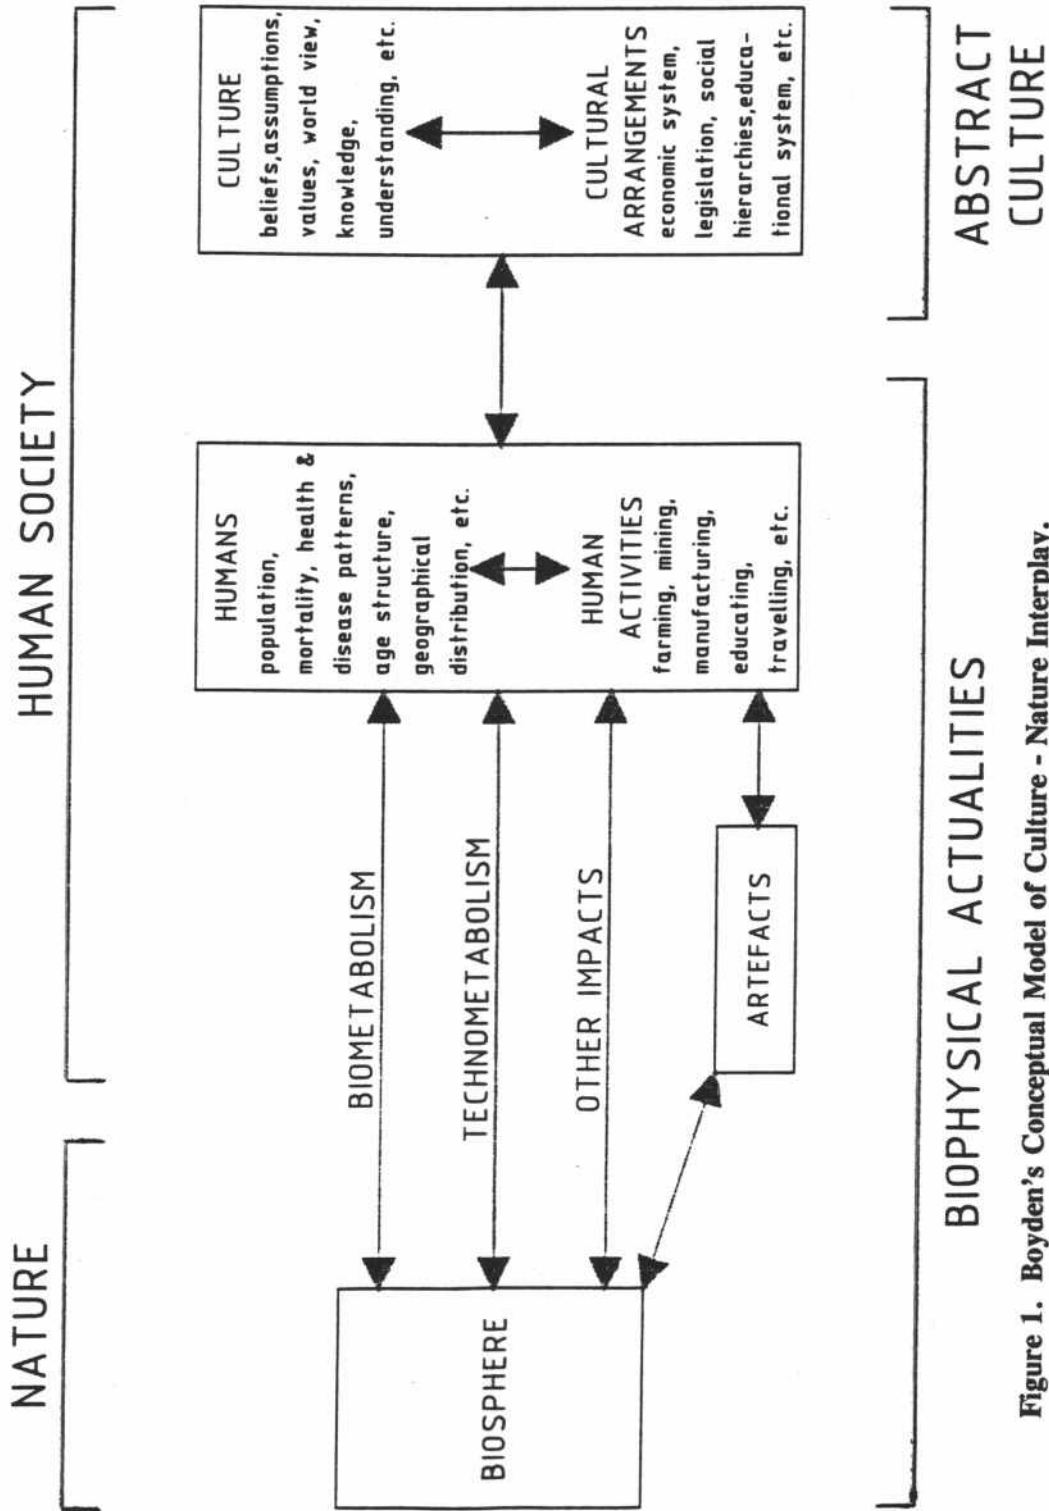 NATURE
HUMAN SOCIETY
BIOSPHERE
BIOMETABOLISM
TECHNOMETABOLISM
OTHER IMPACTS
ARTEFACTS
HUMANS
population,
mortality, health &
disease patterns,
age structure,
geographical
distribution, etc.
HUMAN
ACTIVITIES
farming, mining,
manufacturing,
educating,
travelling, etc.
CULTURE
beliefs,assumptions,
values, world view,
knowledge,
understanding, etc.
CULTURAL
ARRANGEMENTS
economic system,
legislation, social
hierarchies,educa-
tional system, etc.
BIOPHYSICAL ACTUALITIES
ABSTRACT
CULTURE
Figure 1. Boyden's Conceptual Model of Culture - Nature Interplay.